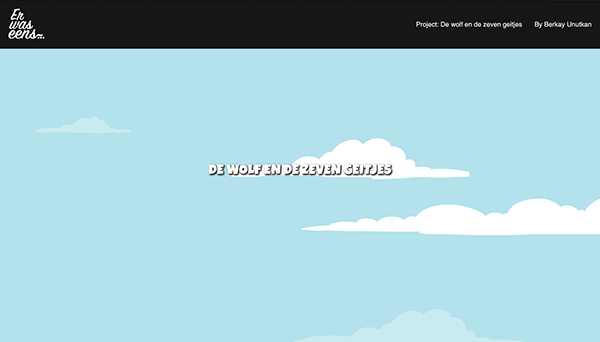 Er
was
eens...
Project: De wolf en de zeven geitjes
By Berkay Unutkan
DE WOLF EN DE ZEVEN GEITJES